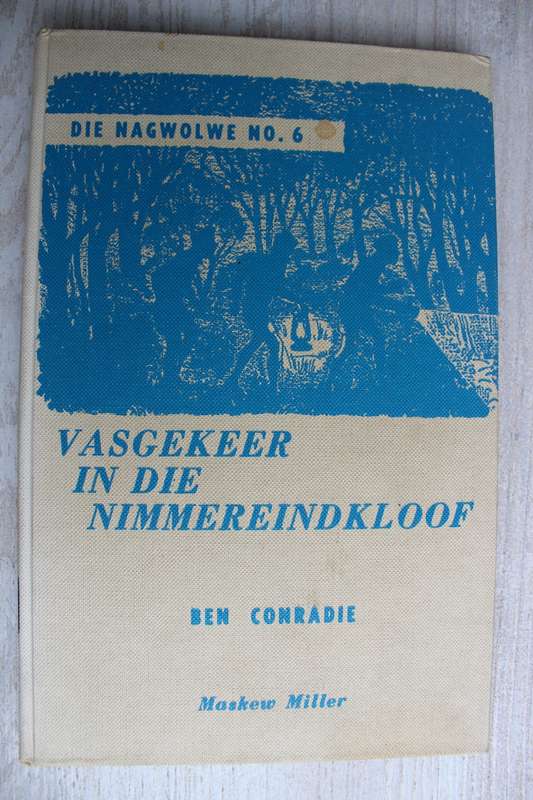 DIE NAGWOLWE NO. 6
VASGEKEER
IN DIE
NIMMEREINDKLOOF
BEN CONRADIE
Maskew Miller